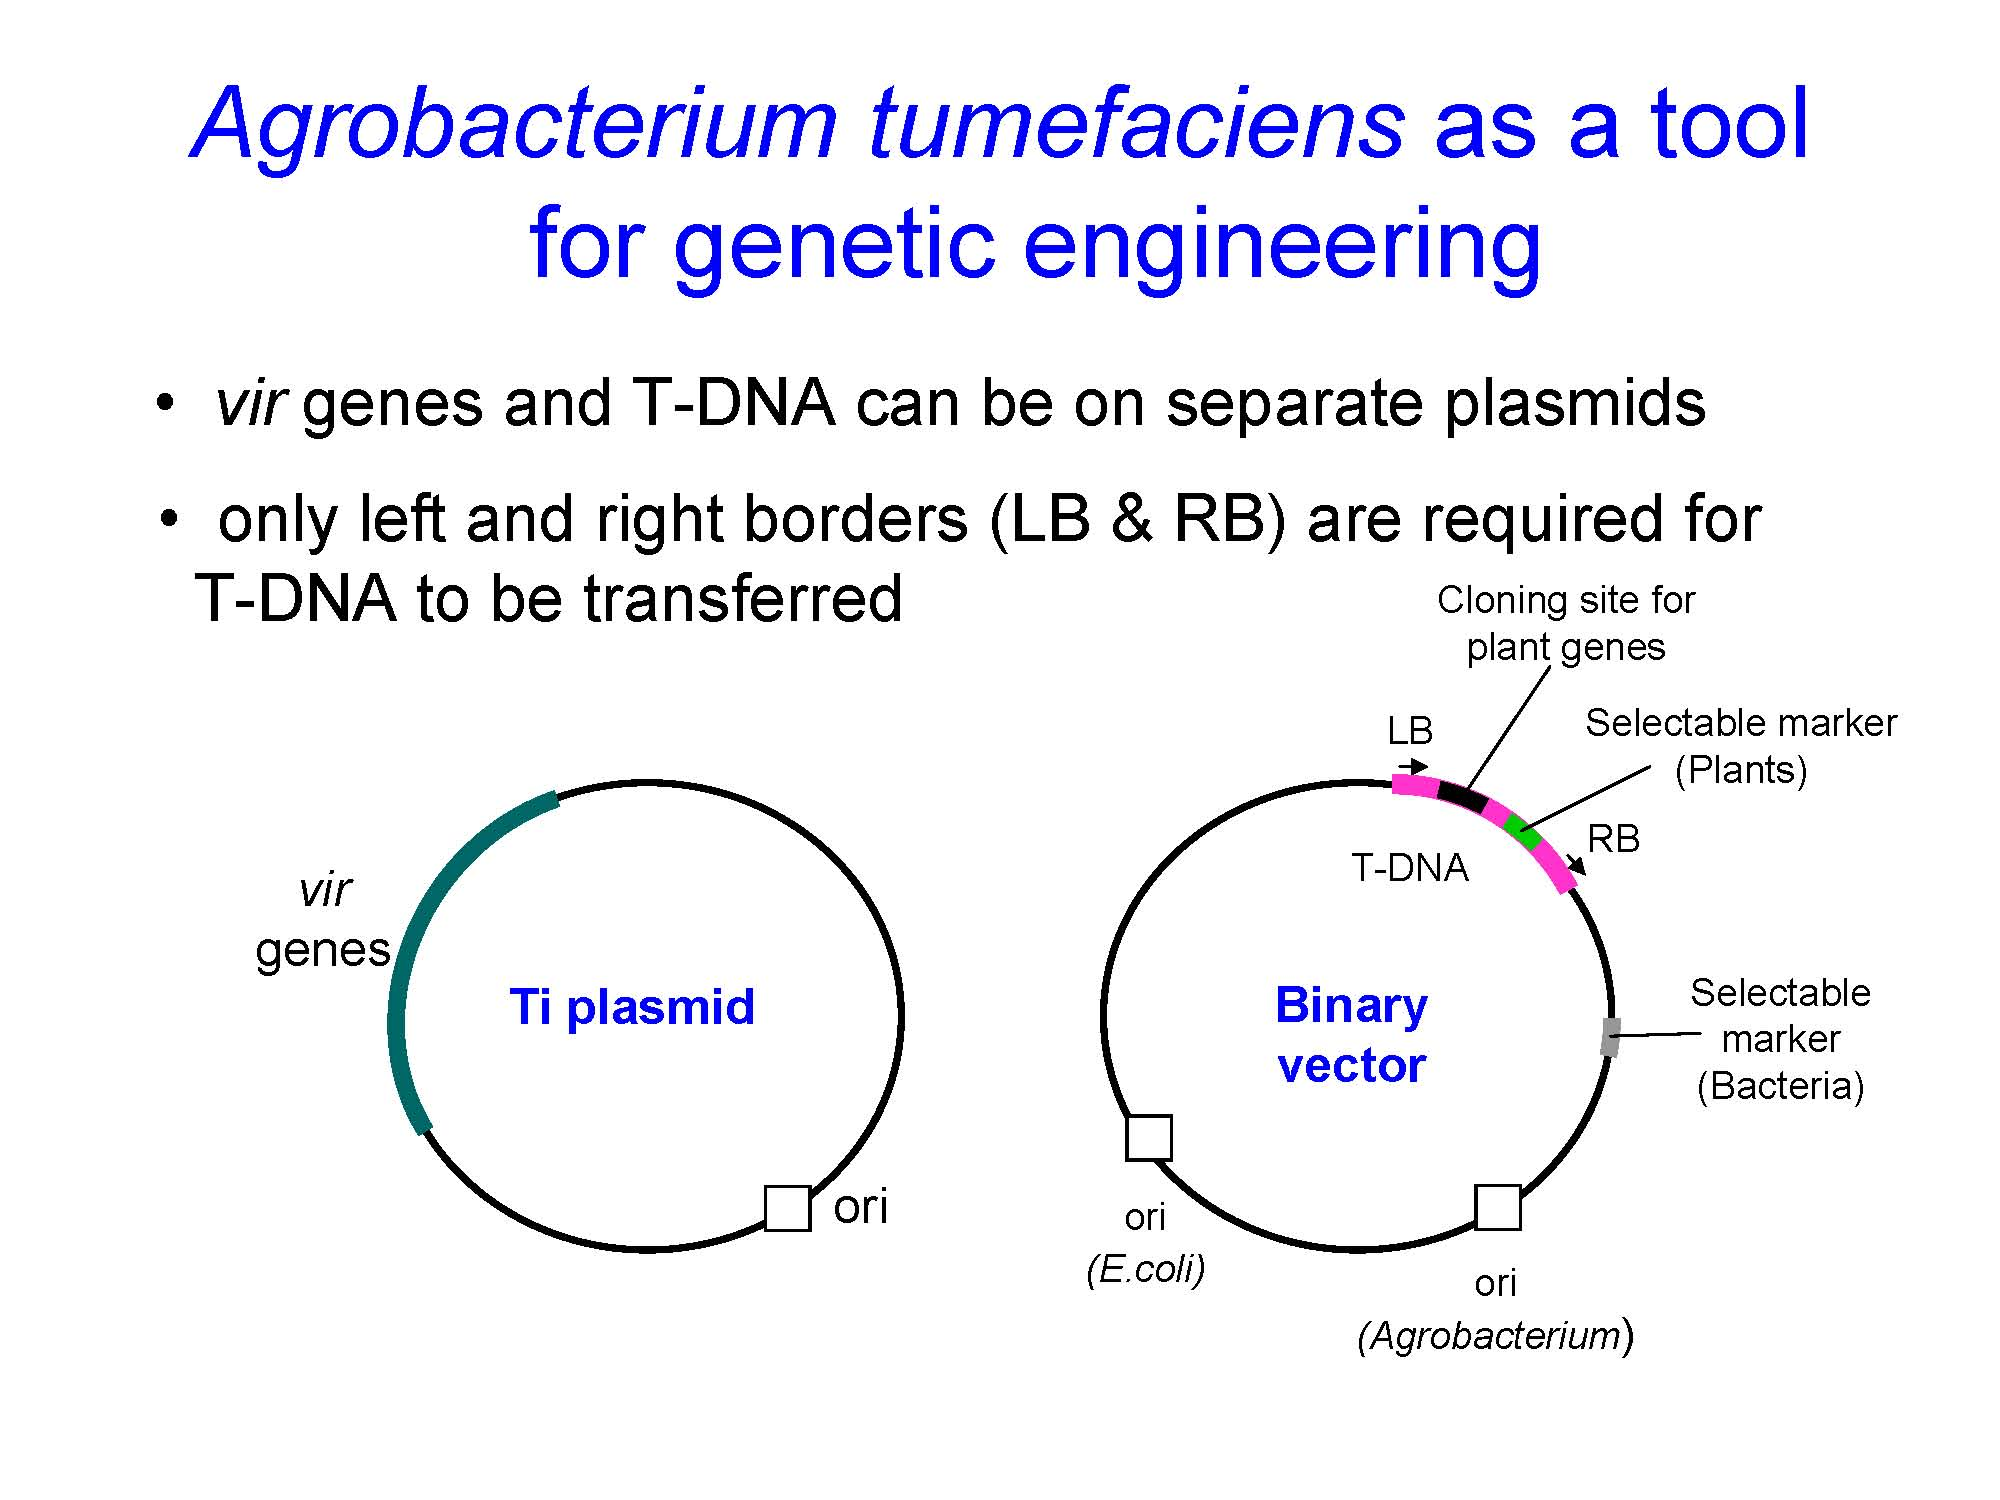 Agrobacterium tumefaciens as a tool
for genetic engineering
• vir genes and T-DNA can be on separate plasmids
• only left and right borders (LB & RB) are required for
T-DNA to be transferred
Cloning site for
plant genes
LB
Selectable marker
(Plants)
RB
T-DNA
vir
genes
Ti plasmid
ori
Binary
vector
Selectable
marker
(Bacteria)
ori
(E.coli)
ori
(Agrobacterium)